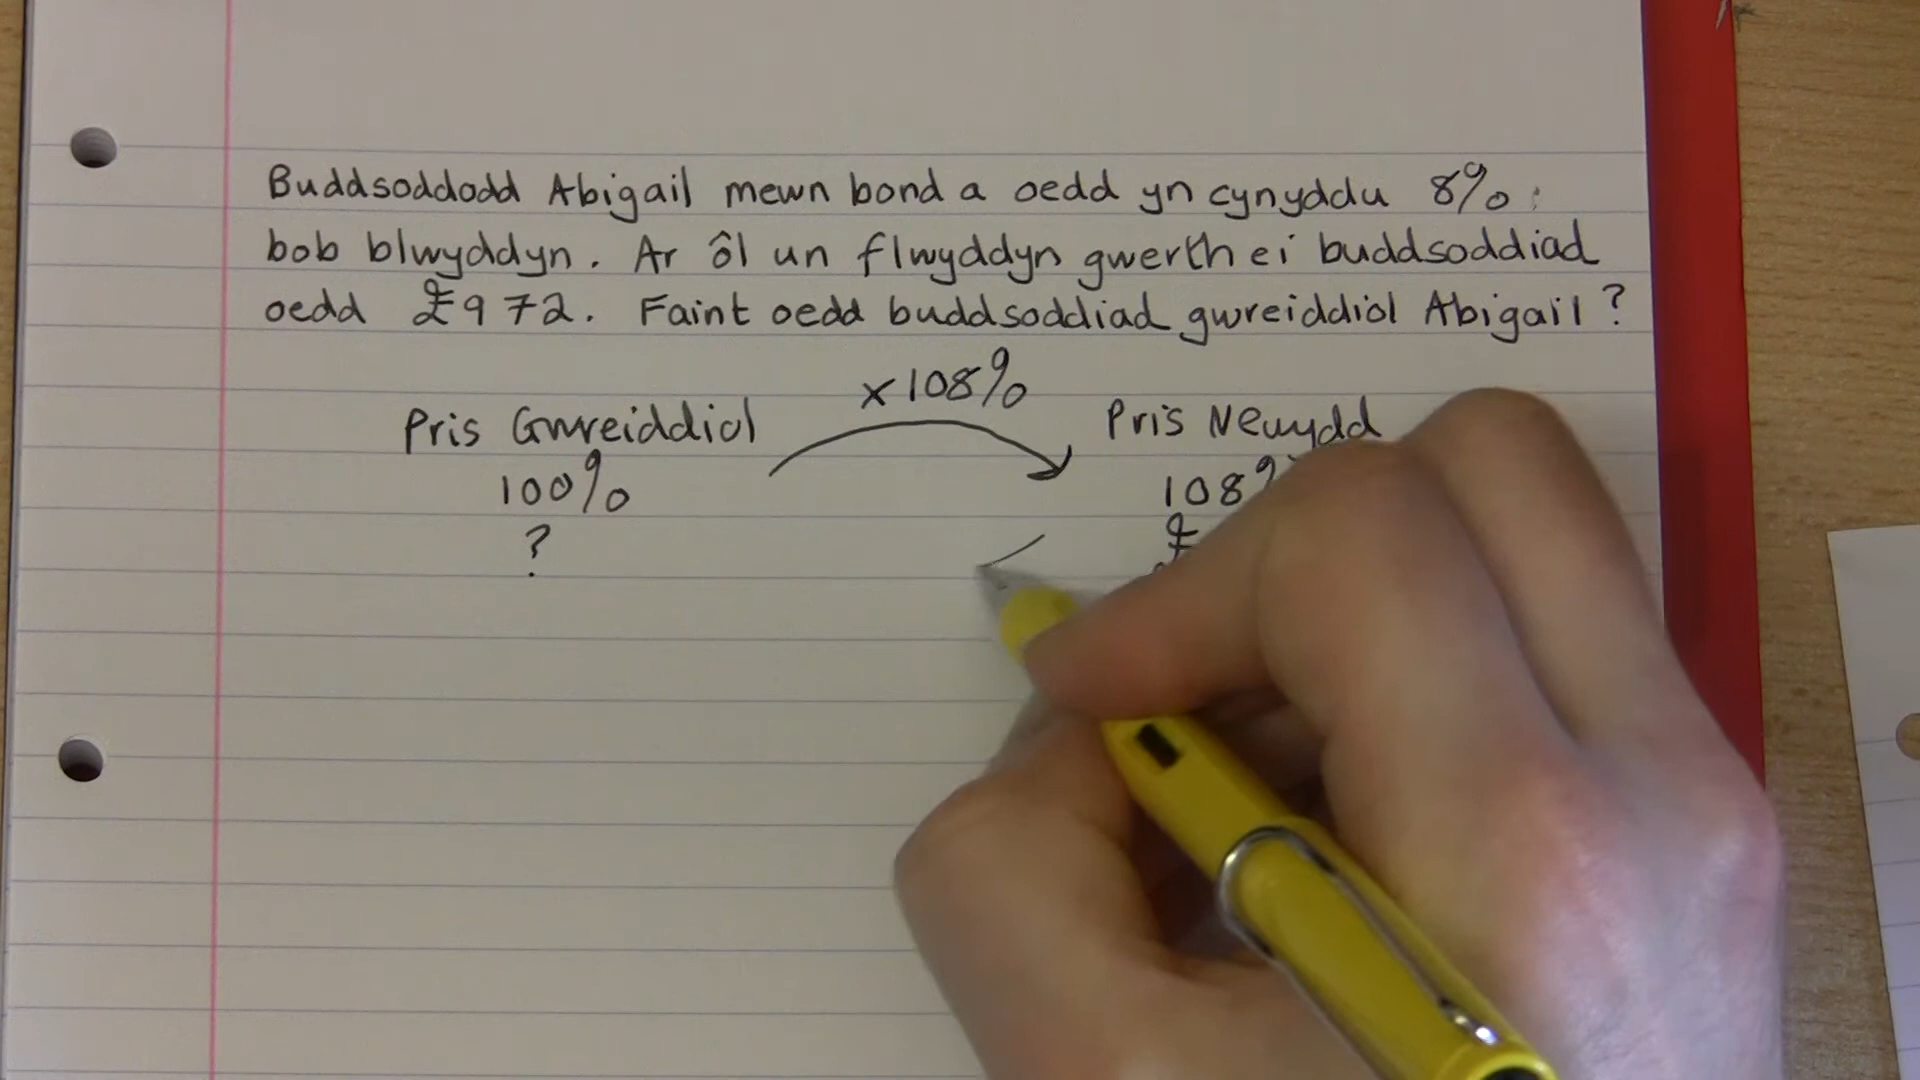 Buddsoddodd Abigail mewn bond a oedd yn cynyddu 8%
bob blwyddyn. Ar ôl un flwyddyn gwerth ei buddsoddiad
oedd £972. Faint oedd buddsoddiad gwreiddiol Abigail?
×108%
Pris Gwreiddiol Pris Newydd
100% 108%
? £